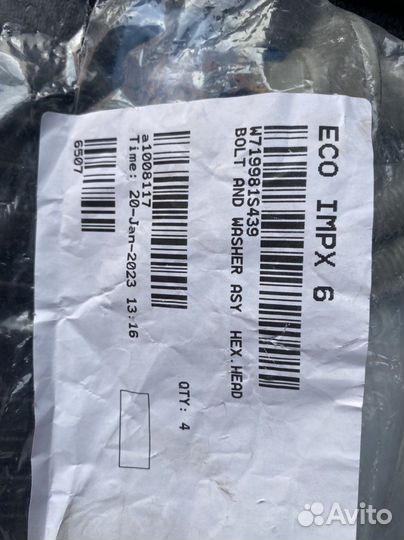 ECO IMPX 6
W719981S439
BOLT AND WASHER ASY HEX.HEAD
QTY: 4
a1008117
Time: 20-Jan-2023 13:16
6507
Avito